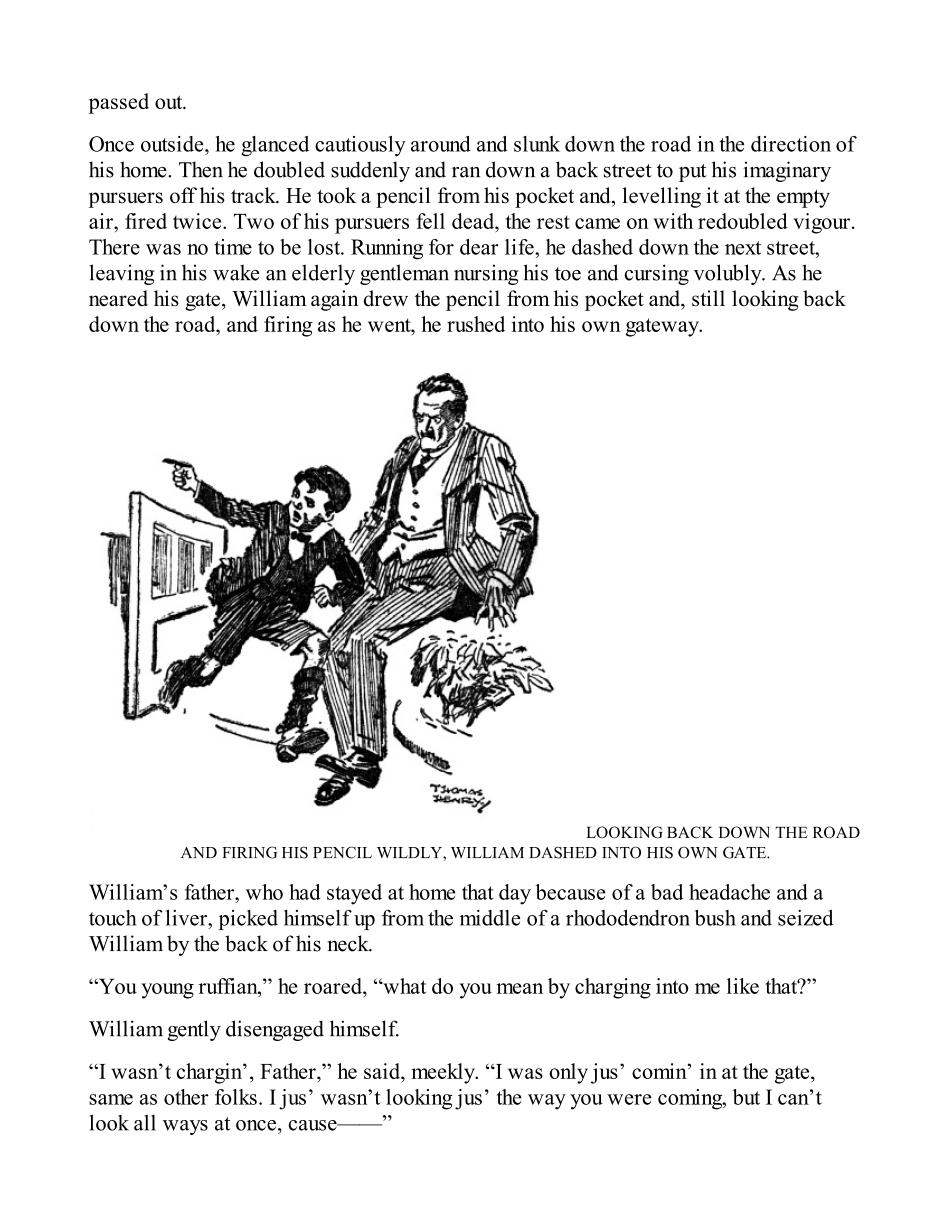 passed out.
Once outside, he glanced cautiously around and slunk down the road in the direction of
his home. Then he doubled suddenly and ran down a back street to put his imaginary
pursuers off his track. He took a pencil from his pocket and, levelling it at the empty
air, fired twice. Two of his pursuers fell dead, the rest came on with redoubled vigour.
There was no time to be lost. Running for dear life, he dashed down the next street,
leaving in his wake an elderly gentleman nursing his toe and cursing volubly. As he
neared his gate, William again drew the pencil from his pocket and, still looking back
down the road, and firing as he went, he rushed into his own gateway.
THOMAS
HENRY
LOOKING BACK DOWN THE ROAD
AND FIRING HIS PENCIL WILDLY, WILLIAM DASHED INTO HIS OWN GATE.
William’s father, who had stayed at home that day because of a bad headache and a
touch of liver, picked himself up from the middle of a rhododendron bush and seized
William by the back of his neck.
“You young ruffian,” he roared, “what do you mean by charging into me like that?”
William gently disengaged himself.
“I wasn’t chargin’, Father,” he said, meekly. “I was only jus’ comin’ in at the gate,
same as other folks. I jus’ wasn’t looking jus’ the way you were coming, but I can’t
look all ways at once, cause——”